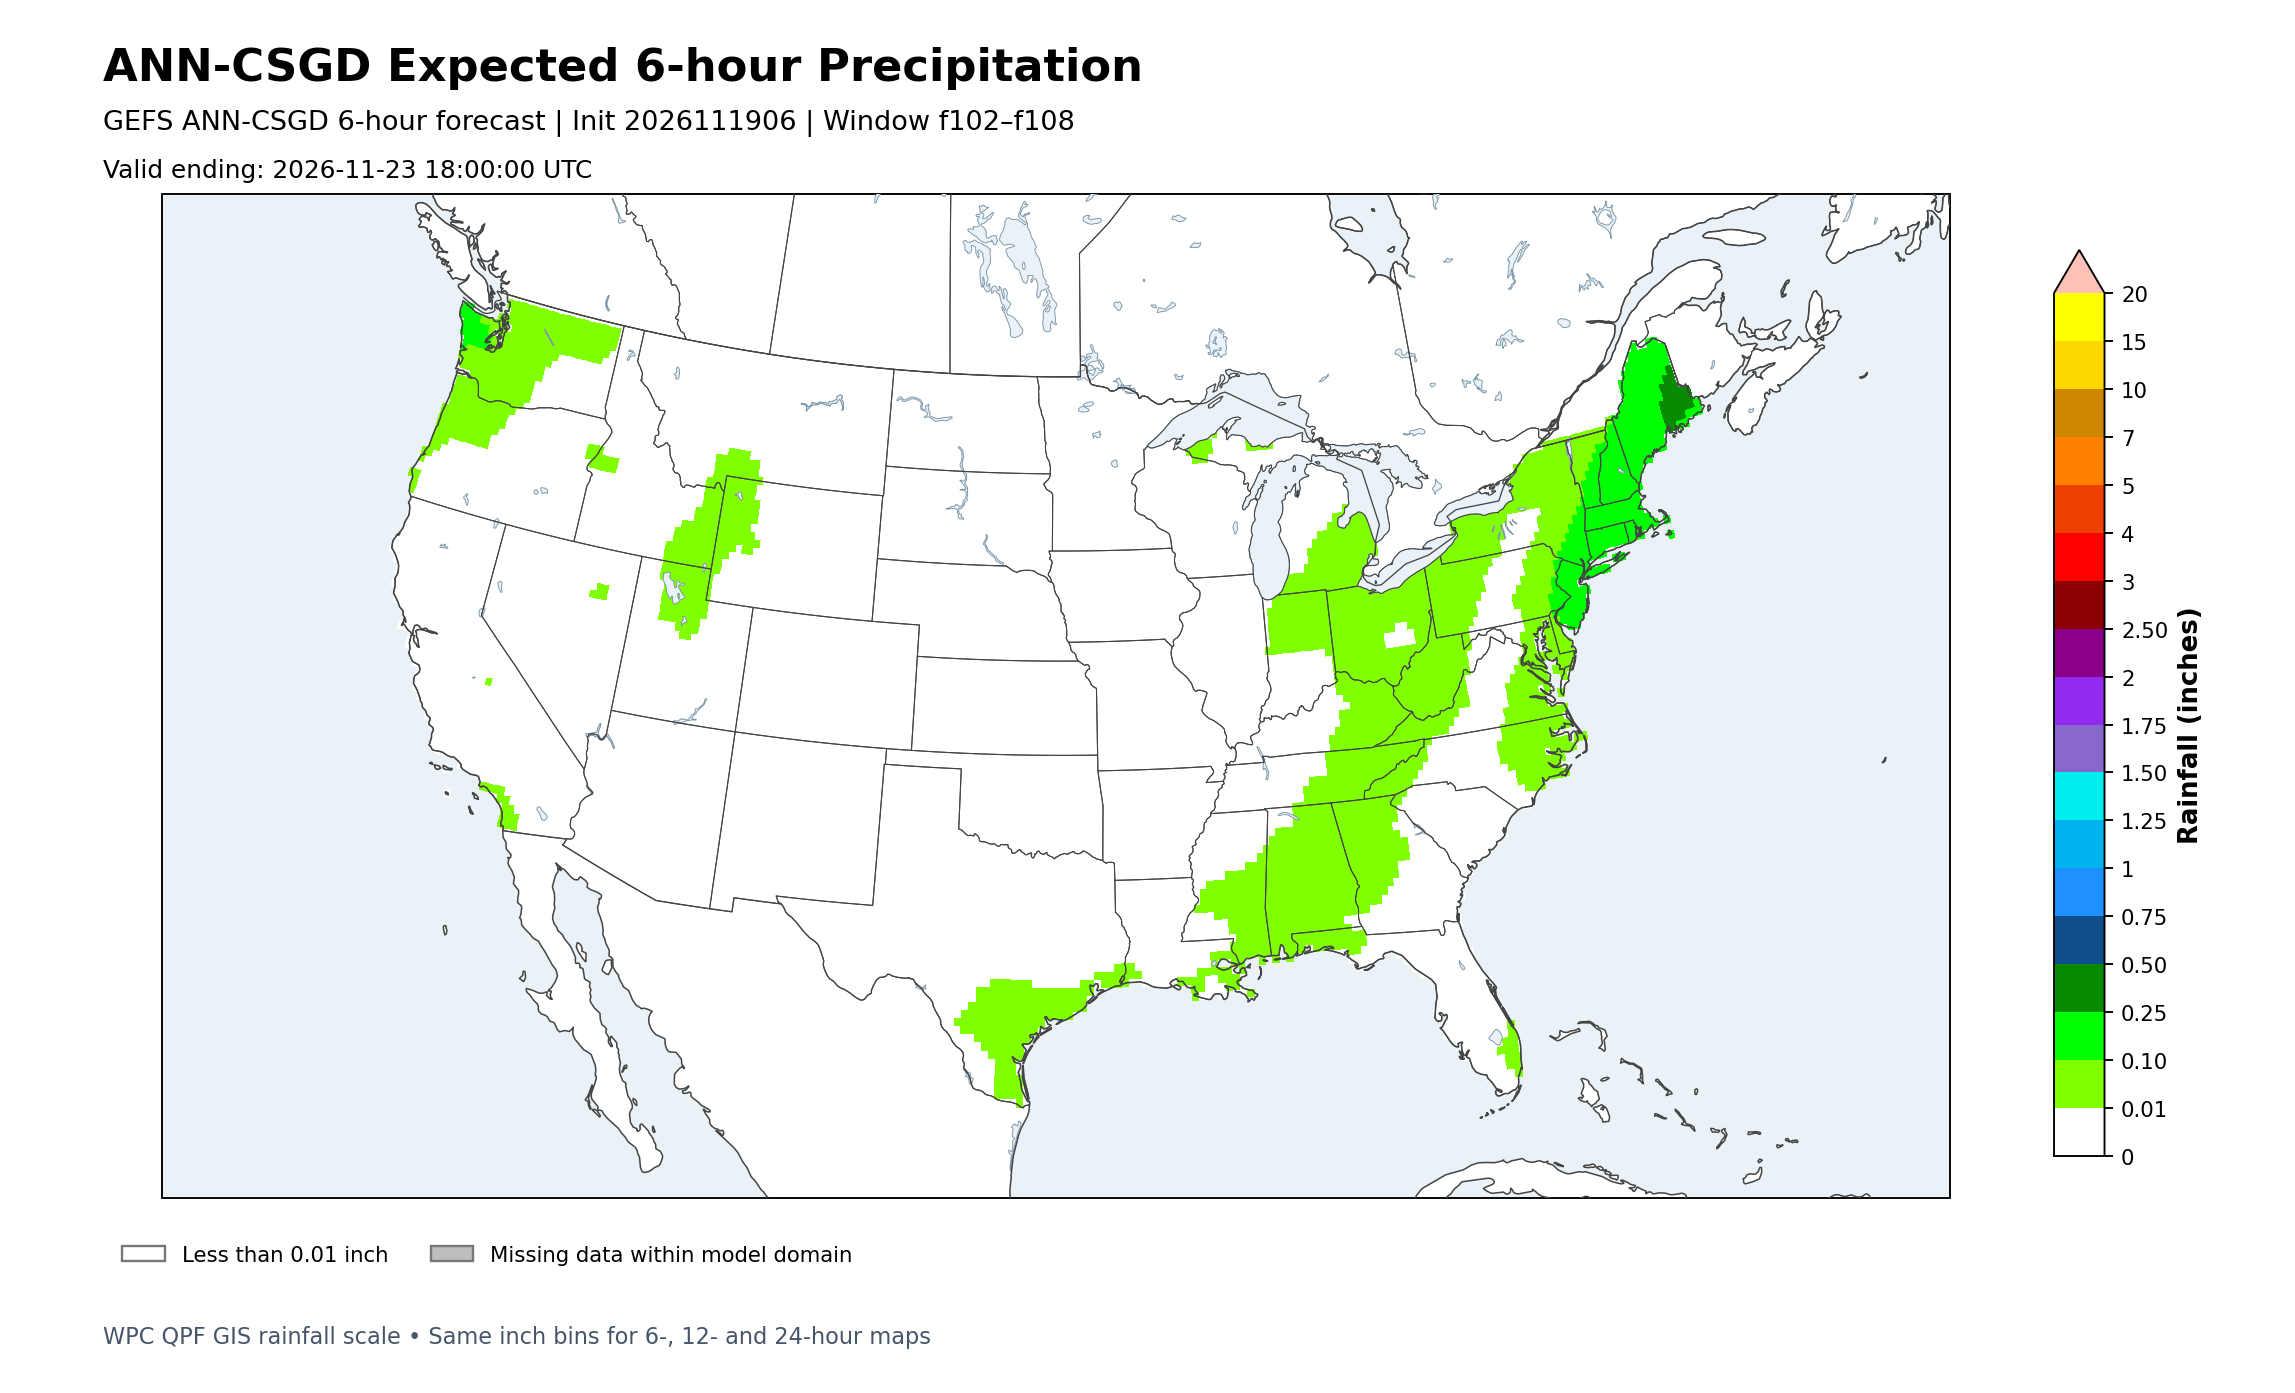 ANN-CSGD Expected 6-hour Precipitation
GEFS ANN-CSGD 6-hour forecast | Init 2026111906 | Window f102–f108
Valid ending: 2026-11-23 18:00:00 UTC
20
15
10
7
5
4
3
2.50
2
1.75
1.50
1.25
1
0.75
0.50
0.25
0.10
0.01
0
Rainfall (inches)
Less than 0.01 inch
Missing data within model domain
WPC QPF GIS rainfall scale • Same inch bins for 6-, 12- and 24-hour maps